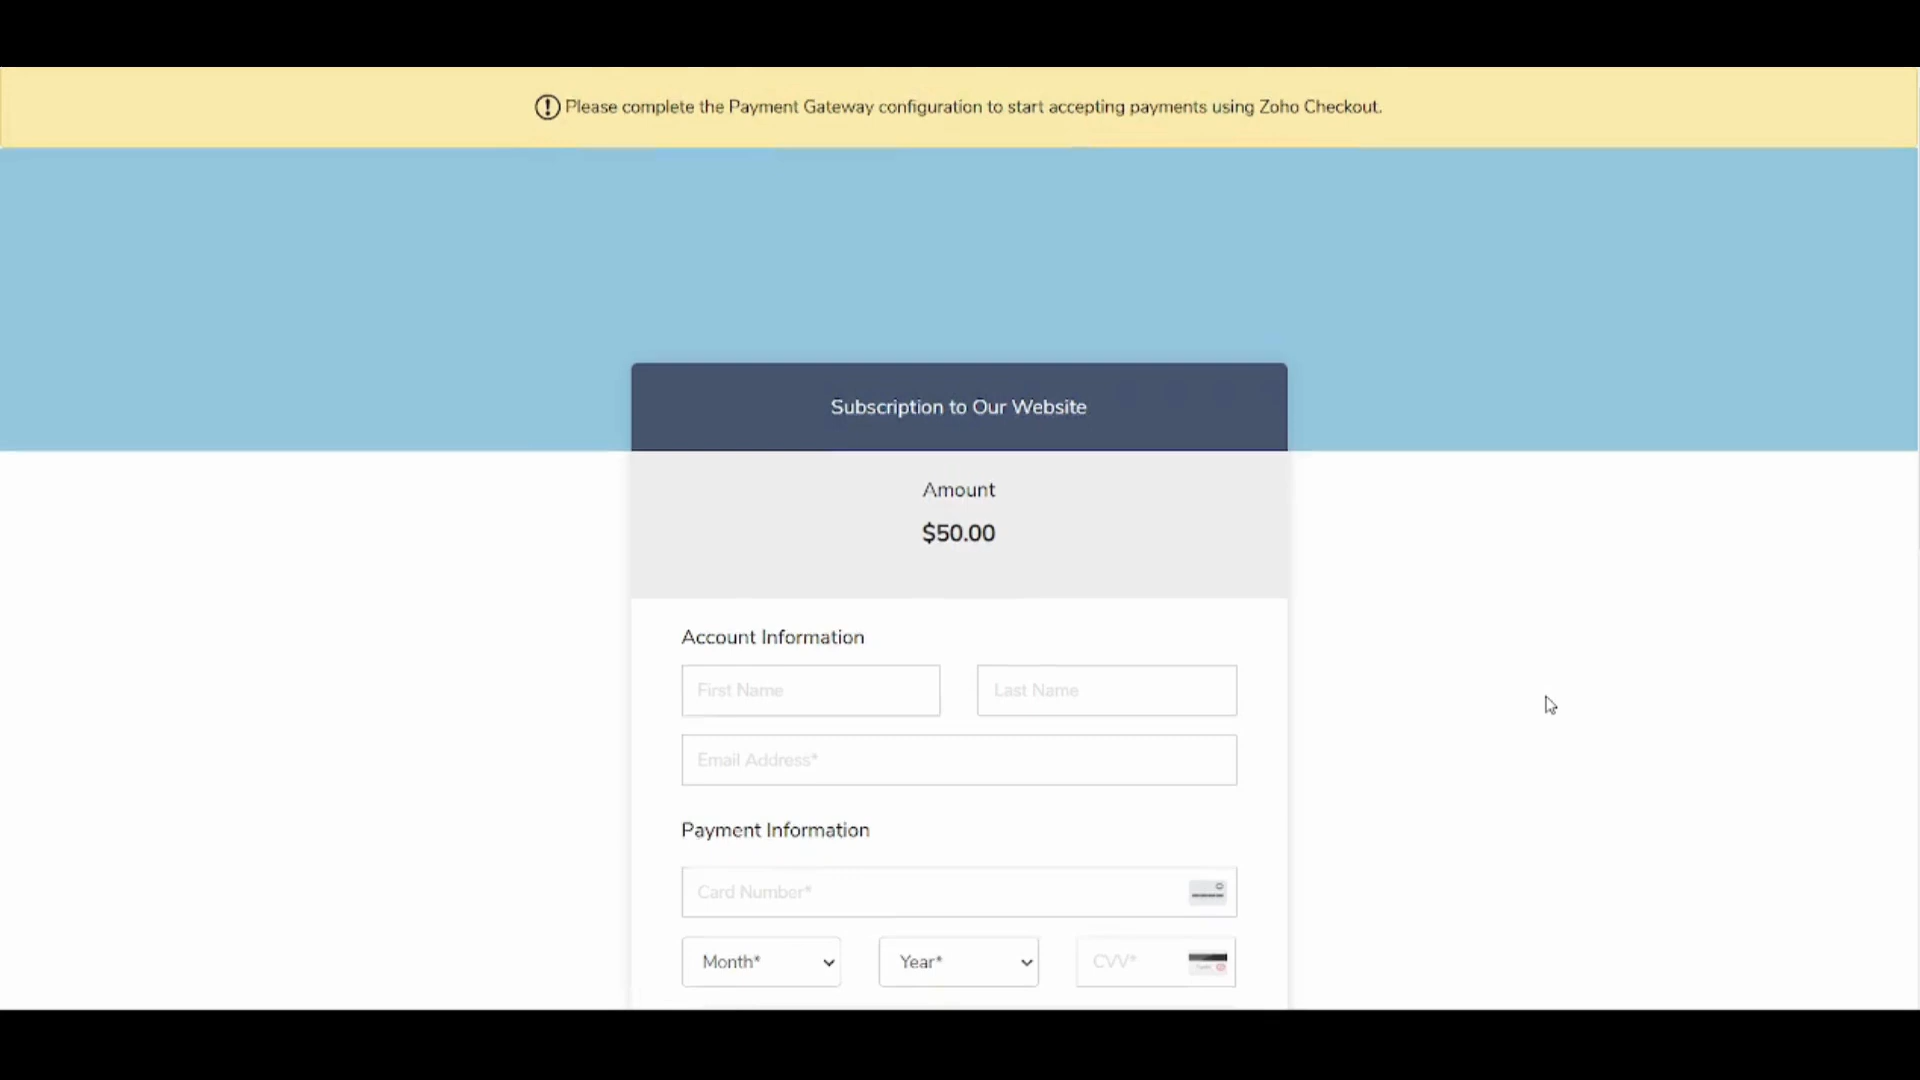 Please complete the Payment Gateway configuration to start accepting payments using Zoho Checkout.
Subscription to Our Website
Amount
$50.00
Account Information
First Name Last Name
Email Address*
Payment Information
Card Number*
Month* Year* CVV*